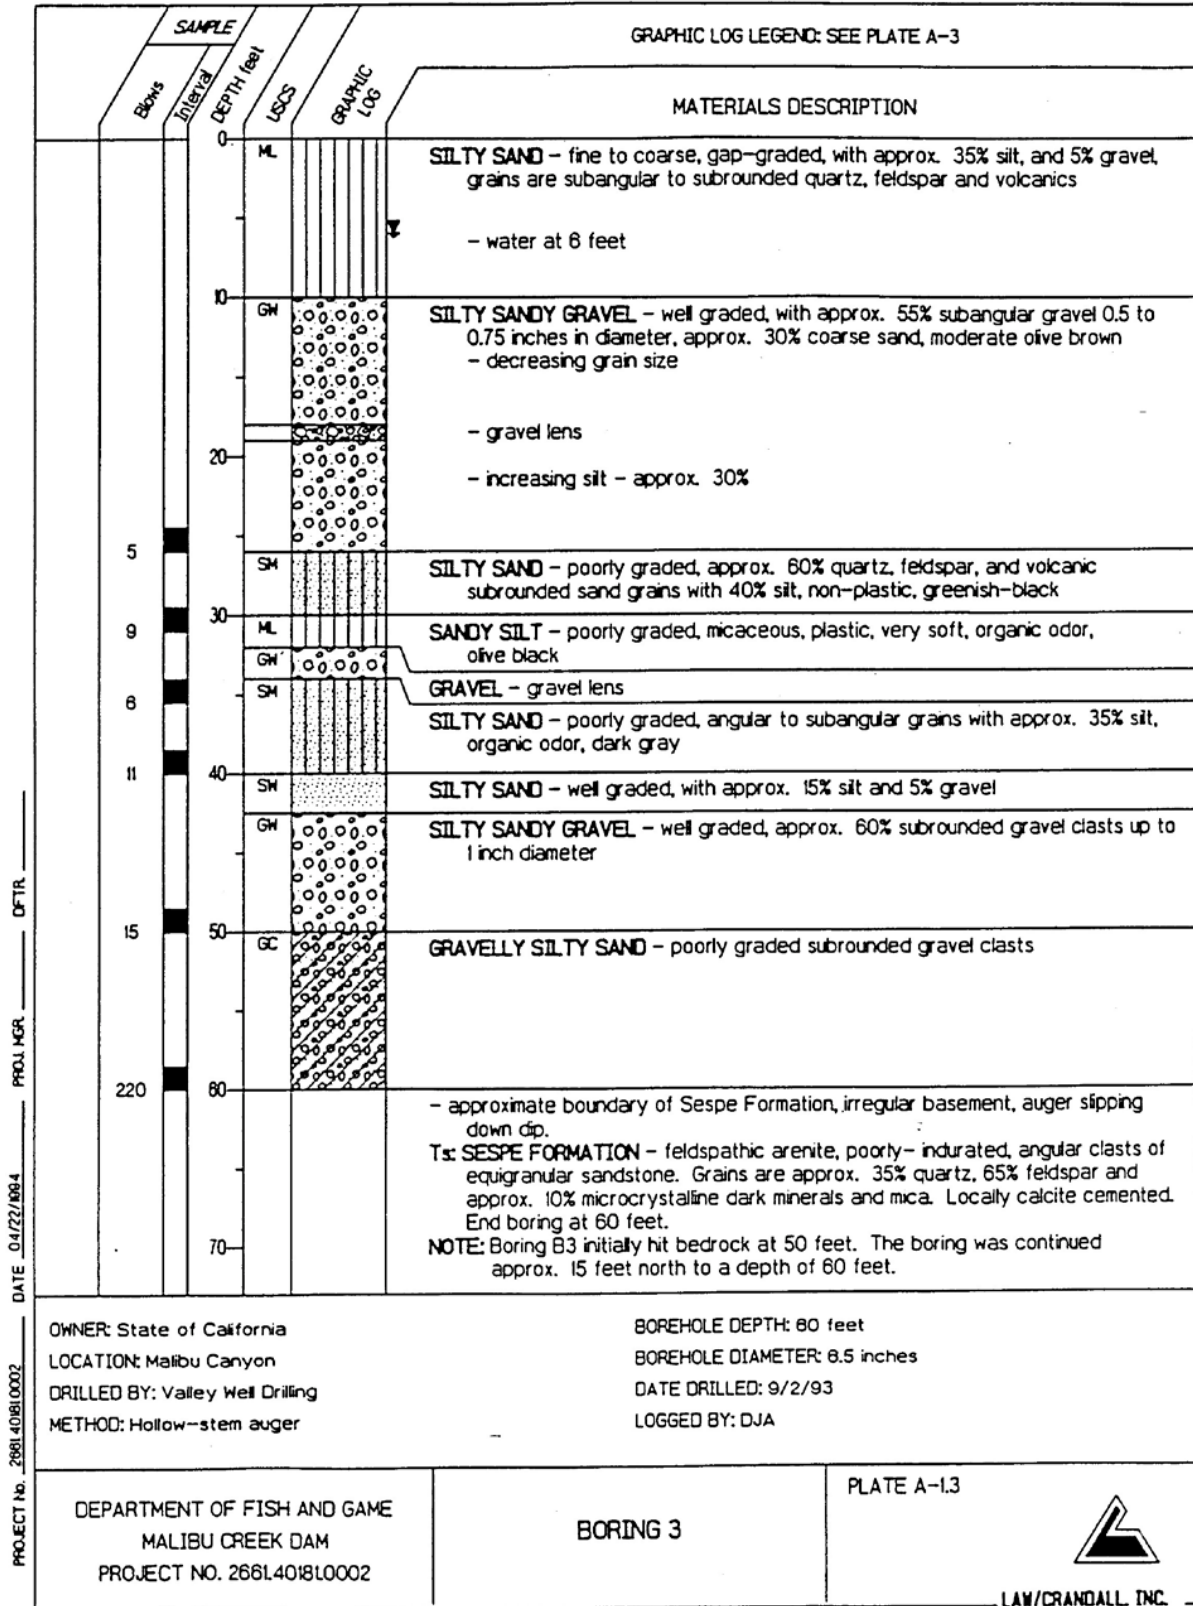 SAMPLE
GRAPHIC LOG LEGEND: SEE PLATE A-3
Blows
Interval
DEPTH feet
USCS
GRAPHIC
LOG
MATERIALS DESCRIPTION
0
ML
SILTY SAND - fine to coarse, gap-graded, with approx. 35% silt, and 5% gravel,
grains are subangular to subrounded quartz, feldspar and volcanics
- water at 6 feet
10
GW
SILTY SANDY GRAVEL - well graded, with approx. 55% subangular gravel 0.5 to
0.75 inches in diameter, approx. 30% coarse sand, moderate olive brown
- decreasing grain size
- gravel lens
20
- increasing silt - approx. 30%
5
SM
SILTY SAND - poorly graded, approx. 60% quartz, feldspar, and volcanic
subrounded sand grains with 40% silt, non-plastic, greenish-black
30
9
ML
SANDY SILT - poorly graded, micaceous, plastic, very soft, organic odor,
olive black
GW
GRAVEL - gravel lens
6
SM
SILTY SAND - poorly graded, angular to subangular grains with approx. 35% silt,
organic odor, dark gray
11
40
SW
SILTY SAND - well graded, with approx. 15% silt and 5% gravel
GW
SILTY SANDY GRAVEL - well graded, approx. 60% subrounded gravel clasts up to
1 inch diameter
15
50
GC
GRAVELLY SILTY SAND - poorly graded subrounded gravel clasts
220
60
- approximate boundary of Sespe Formation, irregular basement, auger slipping
down dip.
Ts: SESPE FORMATION - feldspathic arenite, poorly- indurated, angular clasts of
equigranular sandstone. Grains are approx. 35% quartz, 65% feldspar and
approx. 10% microcrystalline dark minerals and mica. Locally calcite cemented.
End boring at 60 feet.
70
NOTE: Boring B3 initially hit bedrock at 50 feet. The boring was continued
approx. 15 feet north to a depth of 60 feet.
OWNER: State of California
LOCATION: Malibu Canyon
DRILLED BY: Valley Well Drilling
METHOD: Hollow-stem auger
BOREHOLE DEPTH: 60 feet
BOREHOLE DIAMETER: 6.5 inches
DATE DRILLED: 9/2/93
LOGGED BY: DJA
DEPARTMENT OF FISH AND GAME
MALIBU CREEK DAM
PROJECT NO. 2661.40181.0002
BORING 3
PLATE A-1.3
LAW/CRANDALL, INC.
PROJECT No. 2661.40181.0002 DATE 04/22/1994 PROJ. MGR. DFTR.